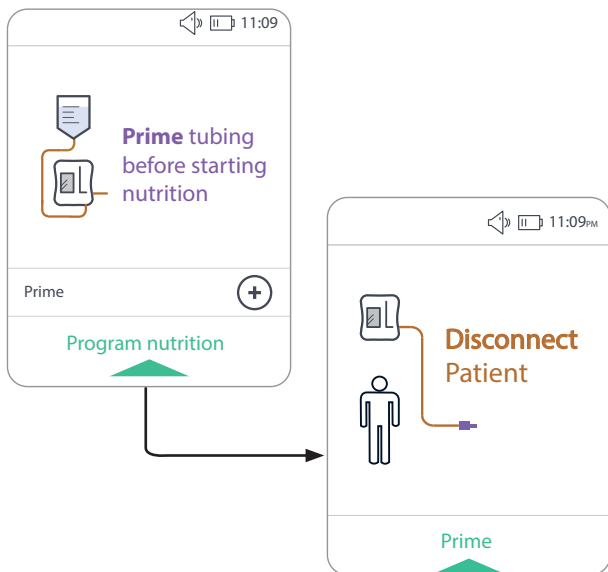 11:09
Prime tubing
before starting
nutrition
Prime
Program nutrition
11:09PM
Disconnect
Patient
Prime